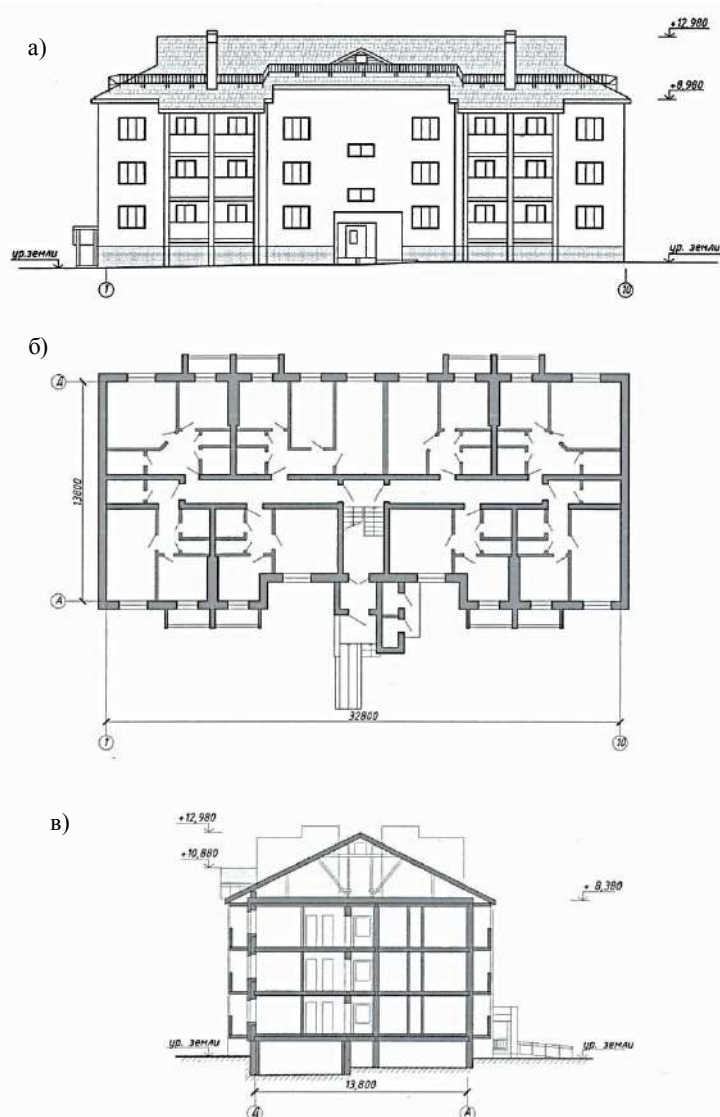 а)
+12.980
+8.980
ур.земли
ур. земли
1
10
б)
Д
13800
А
32800
1
10
в)
+12,980
+10,880
+ 8,380
ур. земли
ур. земли
13,800
Д
А